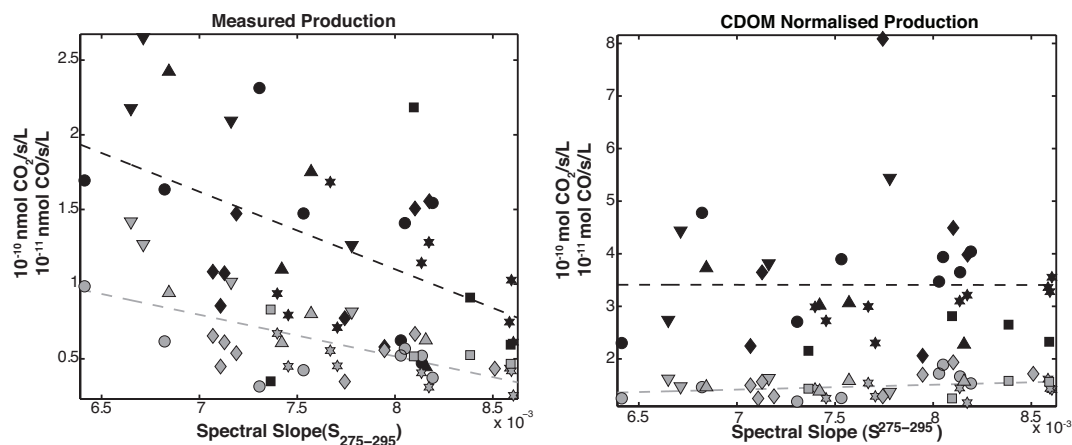 Measured Production
2.5
2
1.5
1
0.5
10⁻¹⁰ nmol CO₂/s/L
10⁻¹¹ nmol CO/s/L
6.5 7 7.5 8 8.5
x 10⁻³
Spectral Slope(S₂₇₅₋₂₉₅)
CDOM Normalised Production
8
7
6
5
4
3
2
10⁻¹⁰ mol CO₂/s/L
10⁻¹¹ mol CO/s/L
6.5 7 7.5 8 8.5
x 10⁻³
Spectral Slope (S²⁷⁵⁻²⁹⁵)